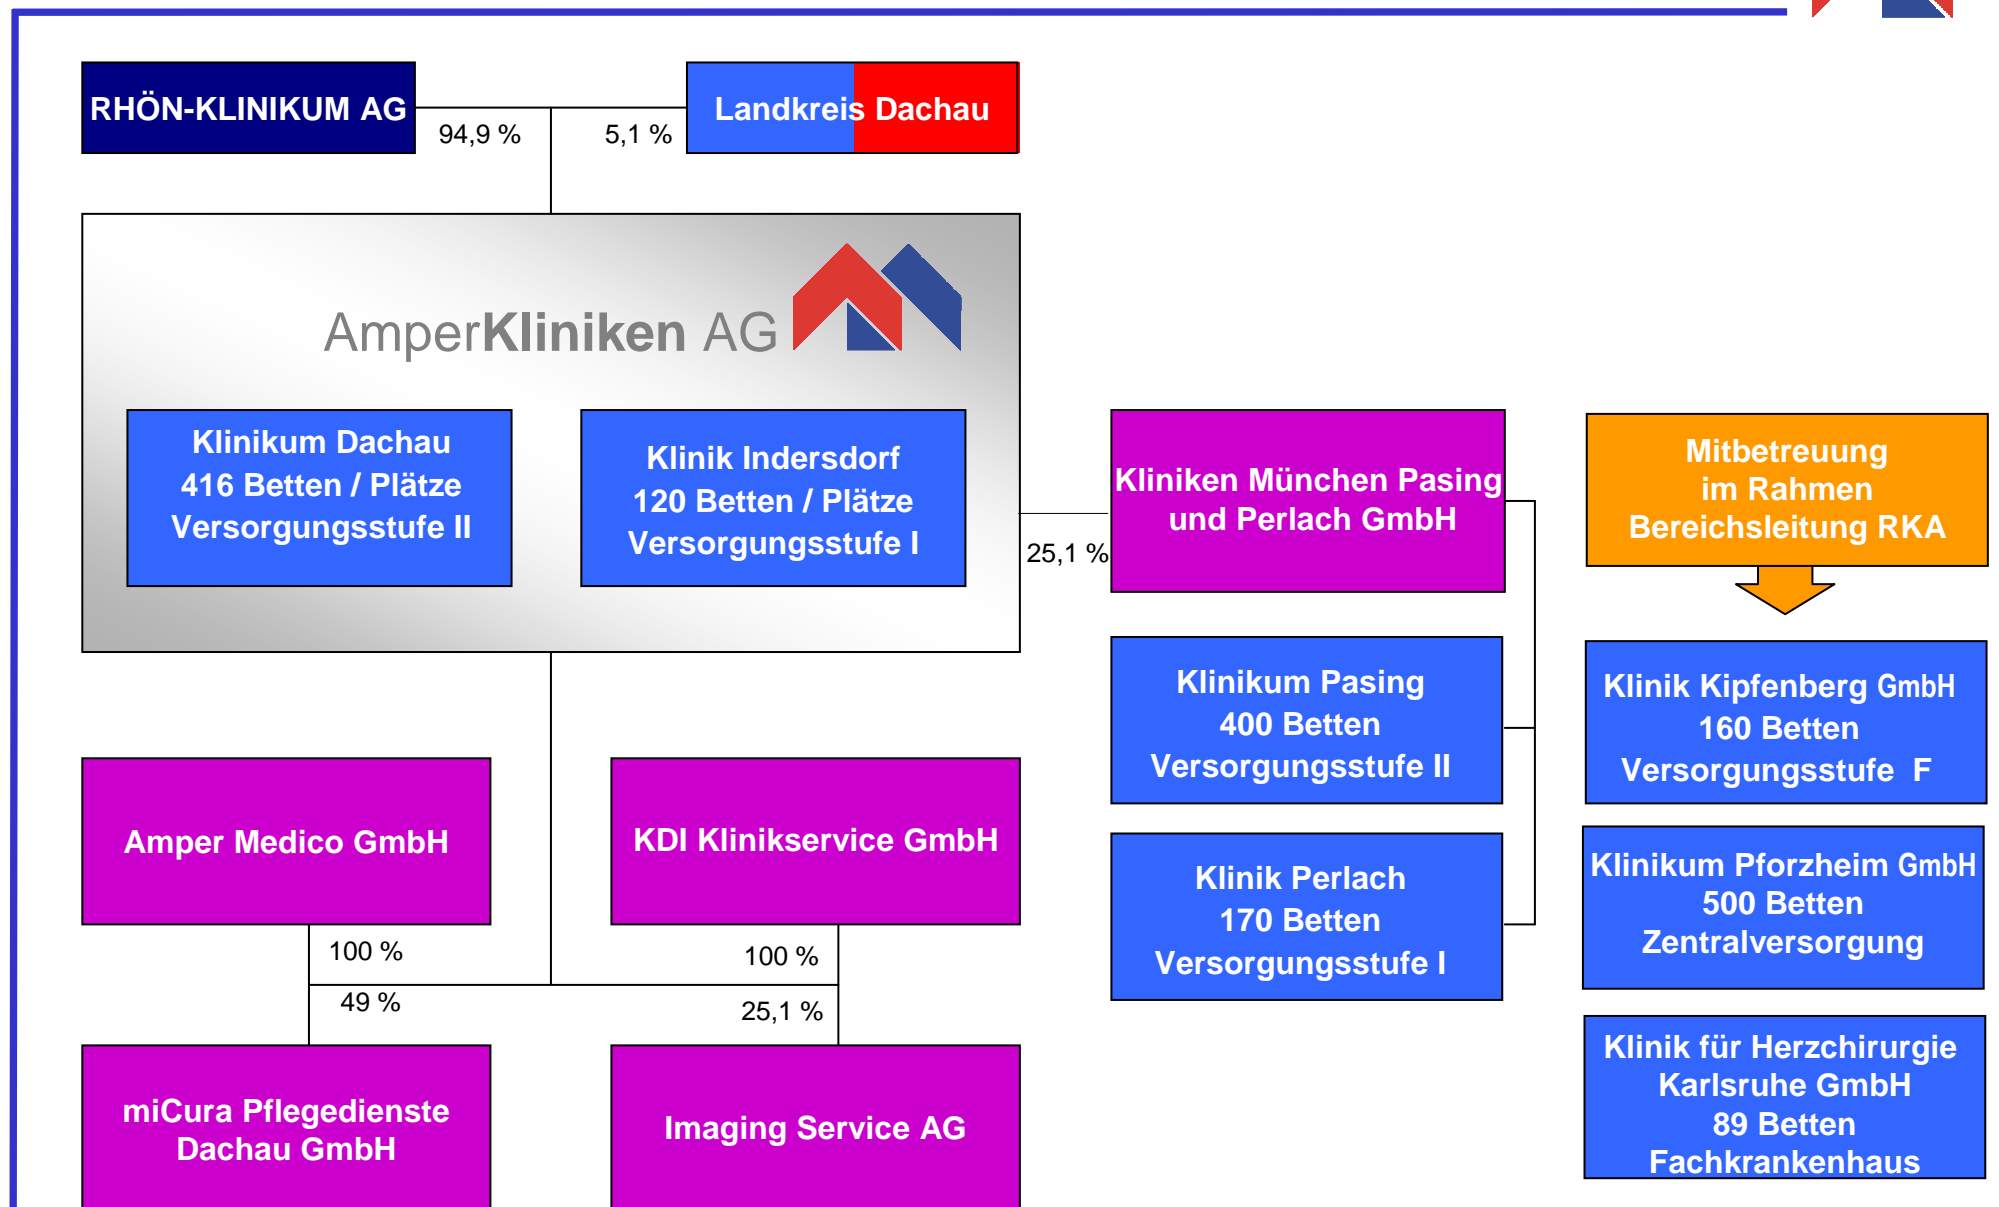 RHÖN-KLINIKUM AG
Landkreis Dachau
94,9 %
5,1 %
AmperKliniken AG
Klinikum Dachau
416 Betten / Plätze
Versorgungsstufe II
Klinik Indersdorf
120 Betten / Plätze
Versorgungsstufe I
25,1 %
Kliniken München Pasing
und Perlach GmbH
Mitbetreuung
im Rahmen
Bereichsleitung RKA
Klinikum Pasing
400 Betten
Versorgungsstufe II
Klinik Kipfenberg GmbH
160 Betten
Versorgungsstufe F
Amper Medico GmbH
KDI Klinikservice GmbH
Klinik Perlach
170 Betten
Versorgungsstufe I
Klinikum Pforzheim GmbH
500 Betten
Zentralversorgung
100 %
100 %
49 %
25,1 %
miCura Pflegedienste
Dachau GmbH
Imaging Service AG
Klinik für Herzchirurgie
Karlsruhe GmbH
89 Betten
Fachkrankenhaus